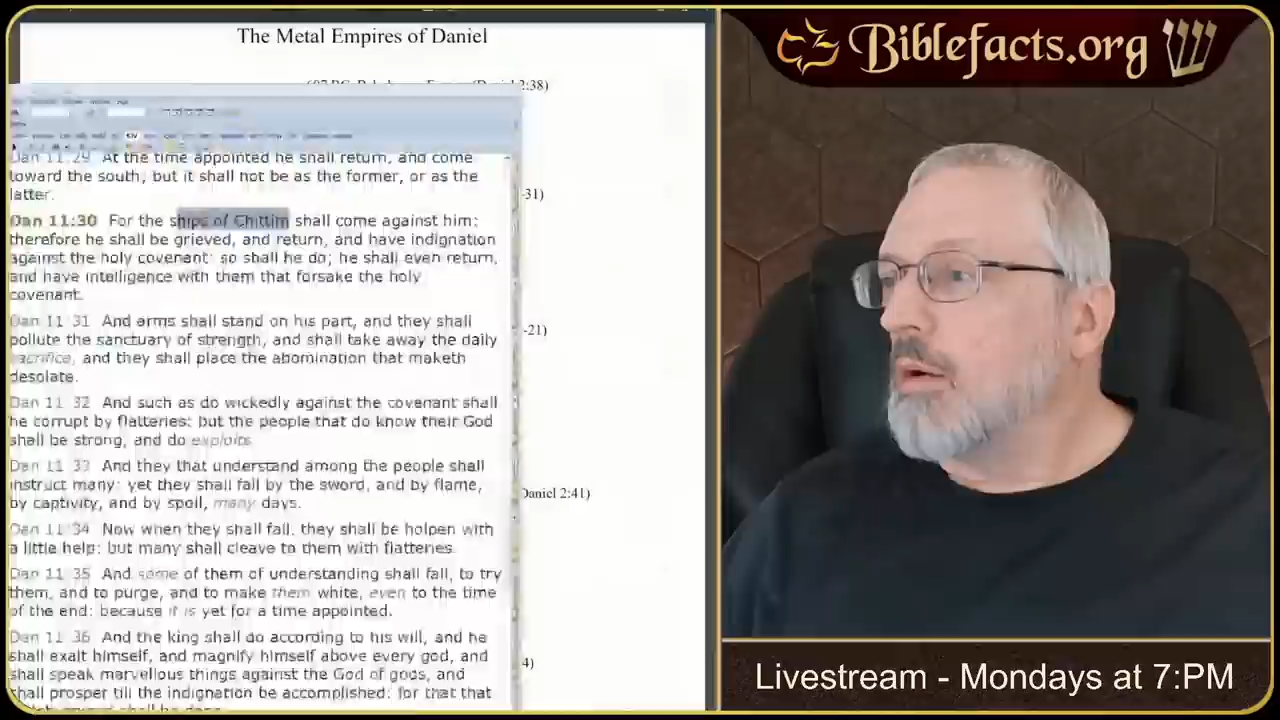 The Metal Empires of Daniel
2:38)
Dan 11:29 At the time appointed he shall return, and come
toward the south; but it shall not be as the former, or as the
latter.
-31)
Dan 11:30 For the ships of Chittim shall come against him:
therefore he shall be grieved, and return, and have indignation
against the holy covenant: so shall he do; he shall even return,
and have intelligence with them that forsake the holy
covenant.
Dan 11:31 And arms shall stand on his part, and they shall
-21)
pollute the sanctuary of strength, and shall take away the daily
sacrifice, and they shall place the abomination that maketh
desolate.
Dan 11:32 And such as do wickedly against the covenant shall
he corrupt by flatteries: but the people that do know their God
shall be strong, and do exploits.
Dan 11:33 And they that understand among the people shall
instruct many: yet they shall fall by the sword, and by flame,
by captivity, and by spoil, many days.
Daniel 2:41)
Dan 11:34 Now when they shall fall, they shall be holpen with
a little help: but many shall cleave to them with flatteries.
Dan 11:35 And some of them of understanding shall fall, to try
them, and to purge, and to make them white, even to the time
of the end: because it is yet for a time appointed.
Dan 11:36 And the king shall do according to his will; and he
shall exalt himself, and magnify himself above every god, and
4)
shall speak marvellous things against the God of gods, and
shall prosper till the indignation be accomplished: for that that
Biblefacts.org
Livestream - Mondays at 7:PM